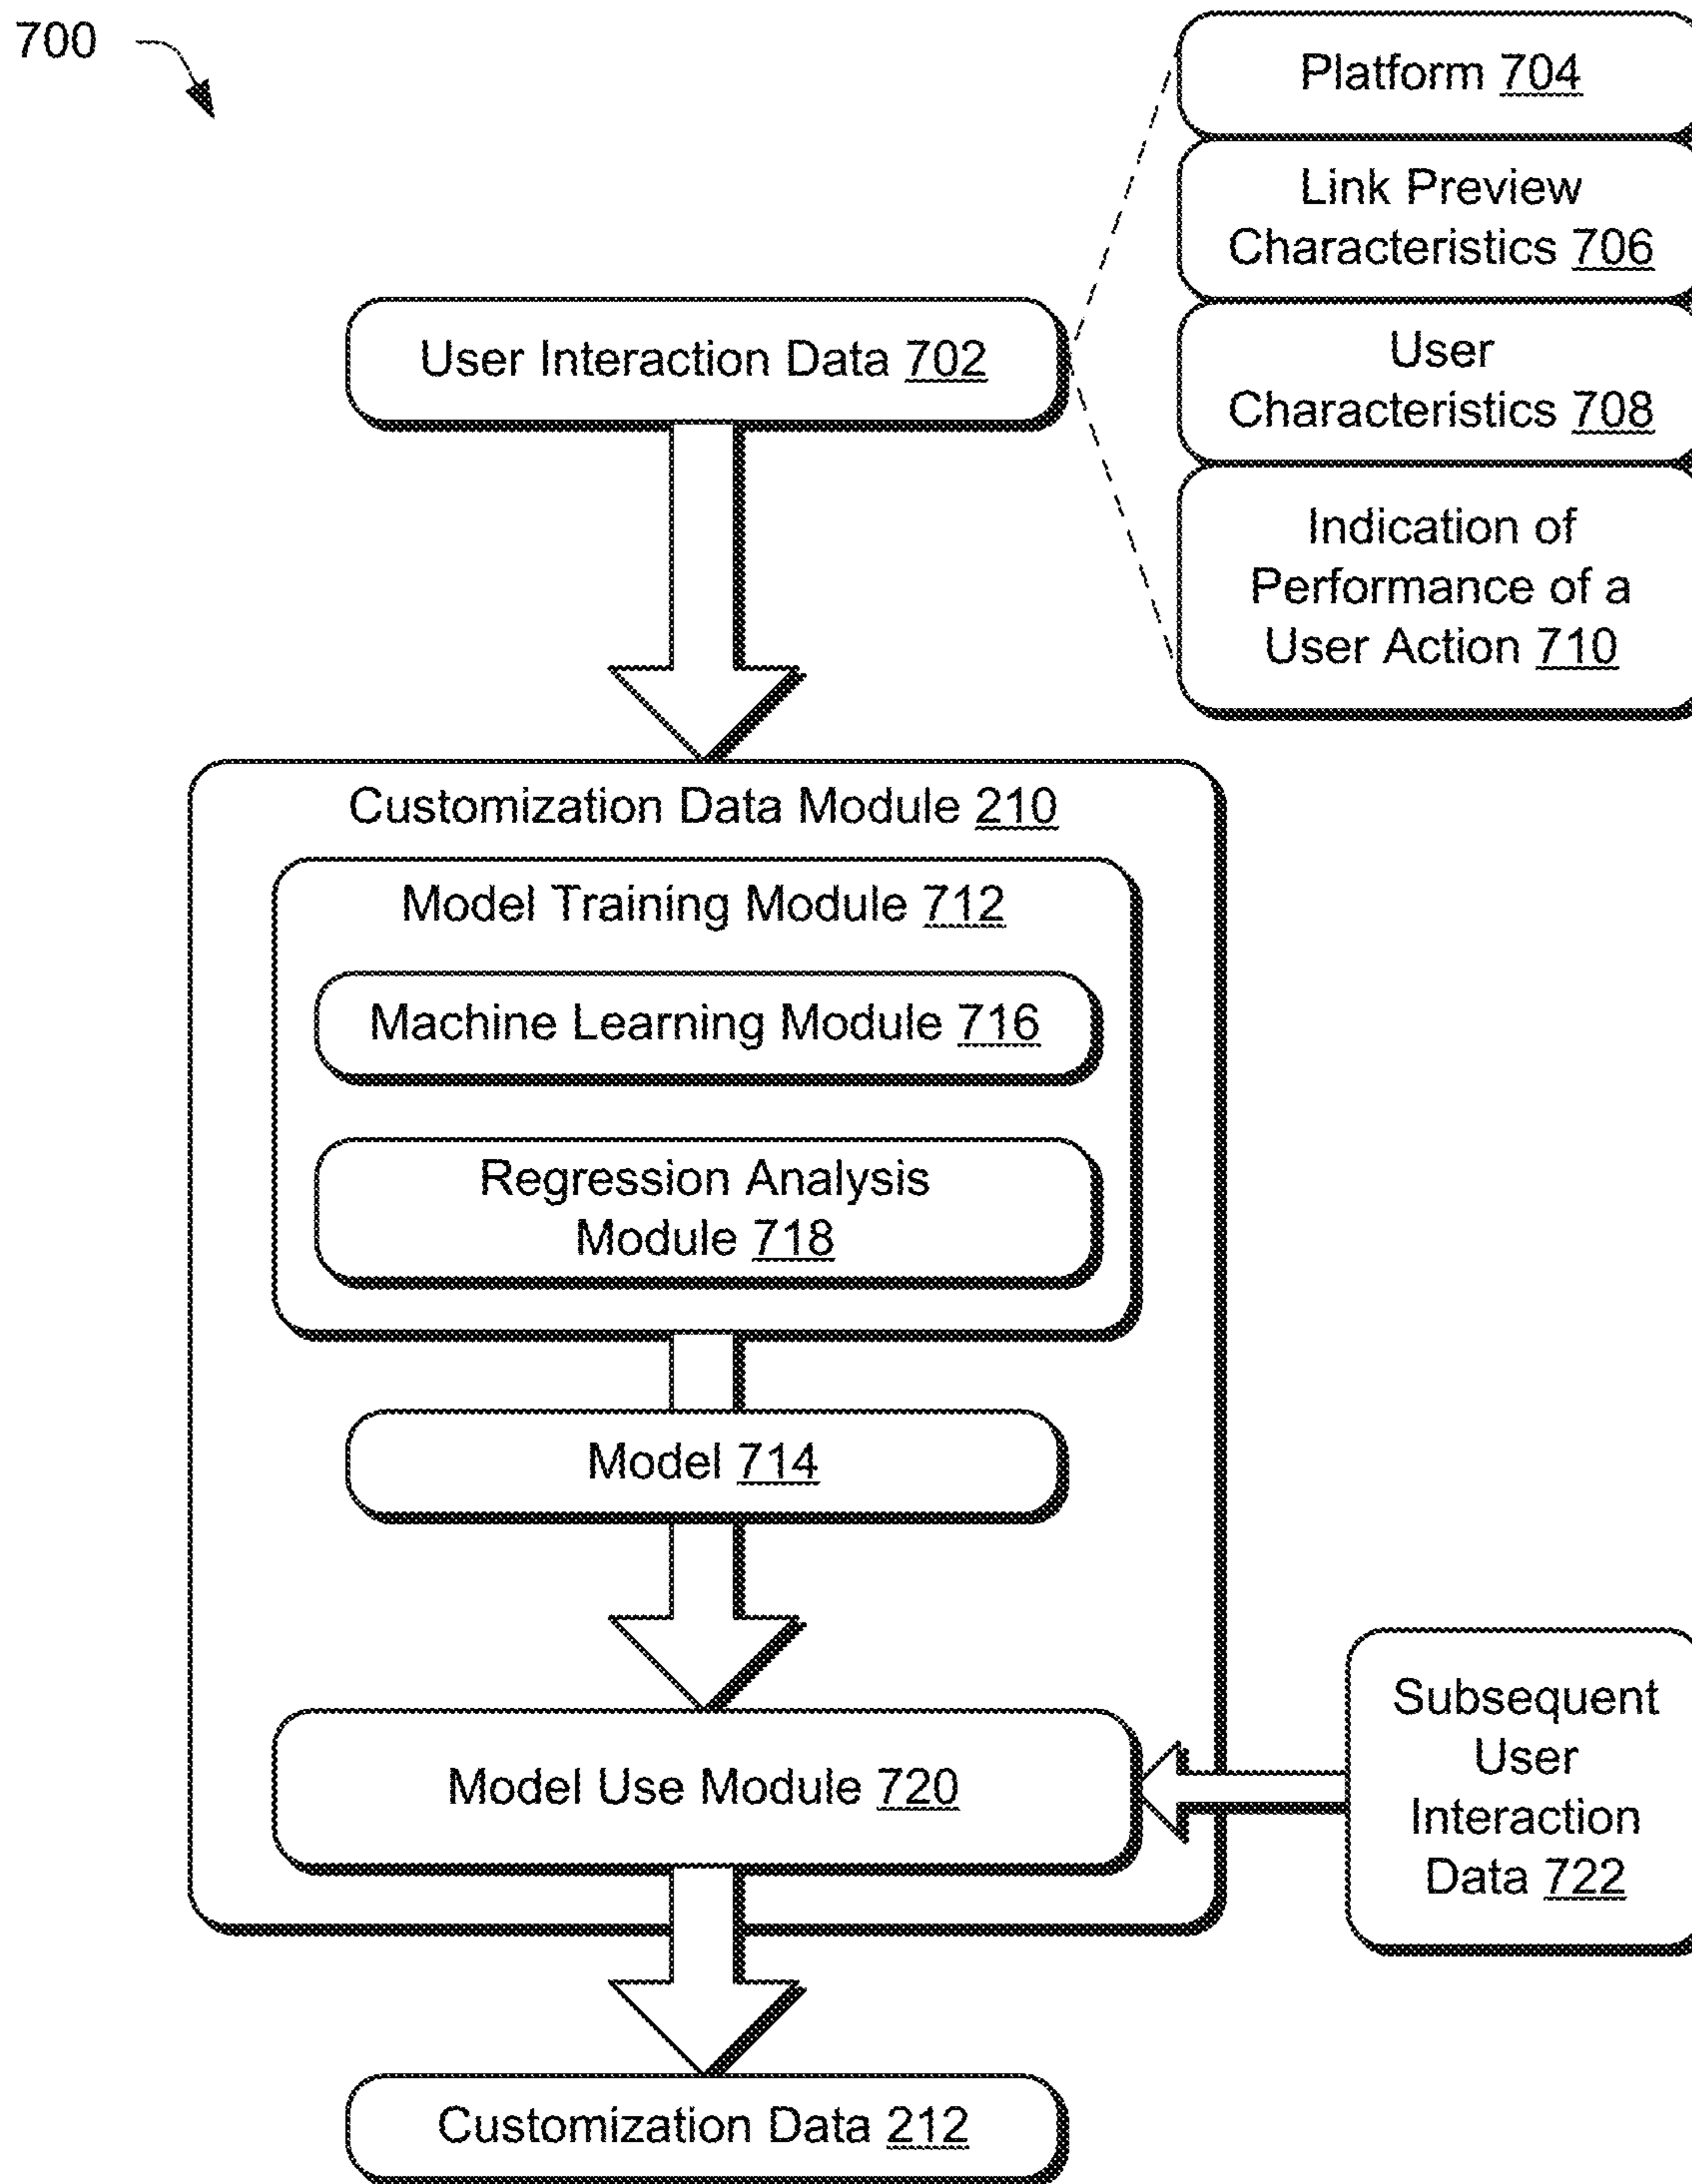 700
Platform 704
Link Preview
Characteristics 706
User Interaction Data 702
User
Characteristics 708
Indication of
Performance of a
User Action 710
Customization Data Module 210
Model Training Module 712
Machine Learning Module 716
Regression Analysis
Module 718
Model 714
Model Use Module 720
Subsequent
User
Interaction
Data 722
Customization Data 212